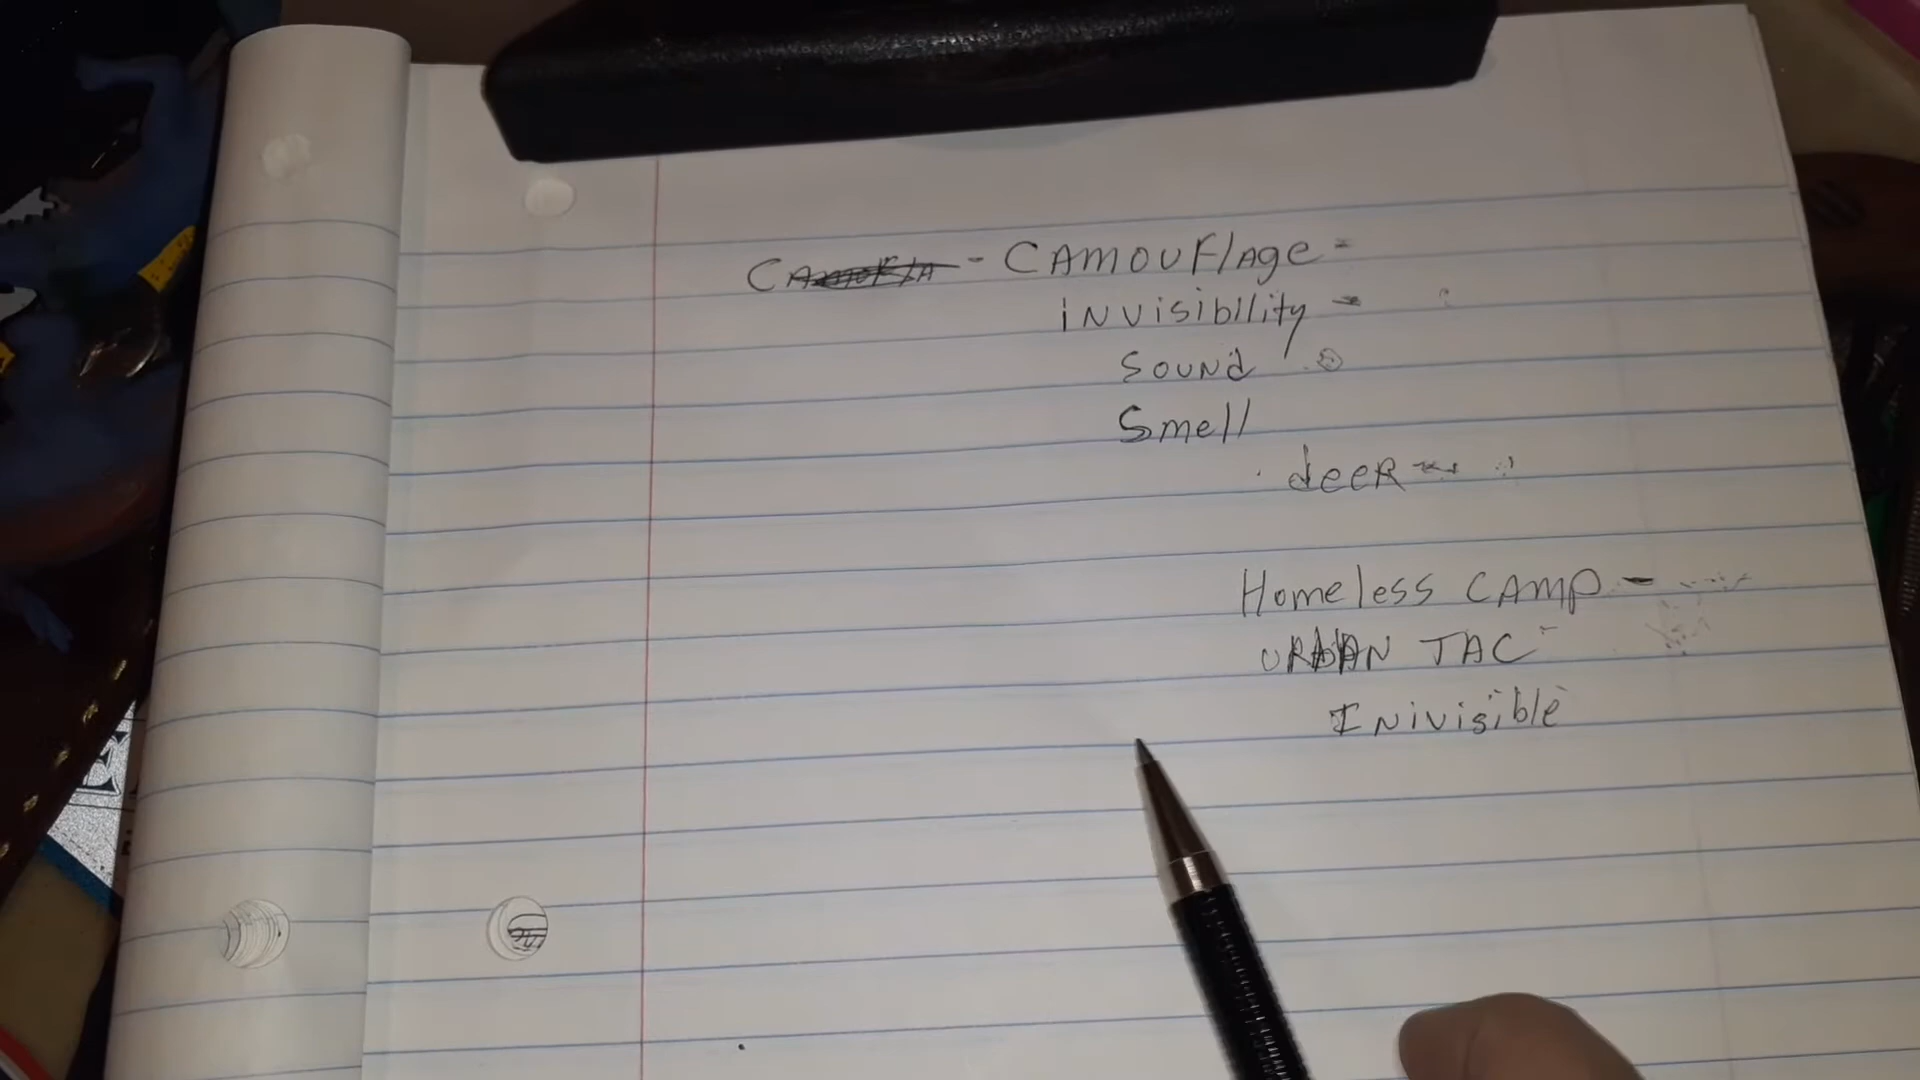 - CAMOUFlAge -
iNVisibility -
SOUNd
Smell
deeR
Homeless CAMP -
URBAN TAC -
INiVisible